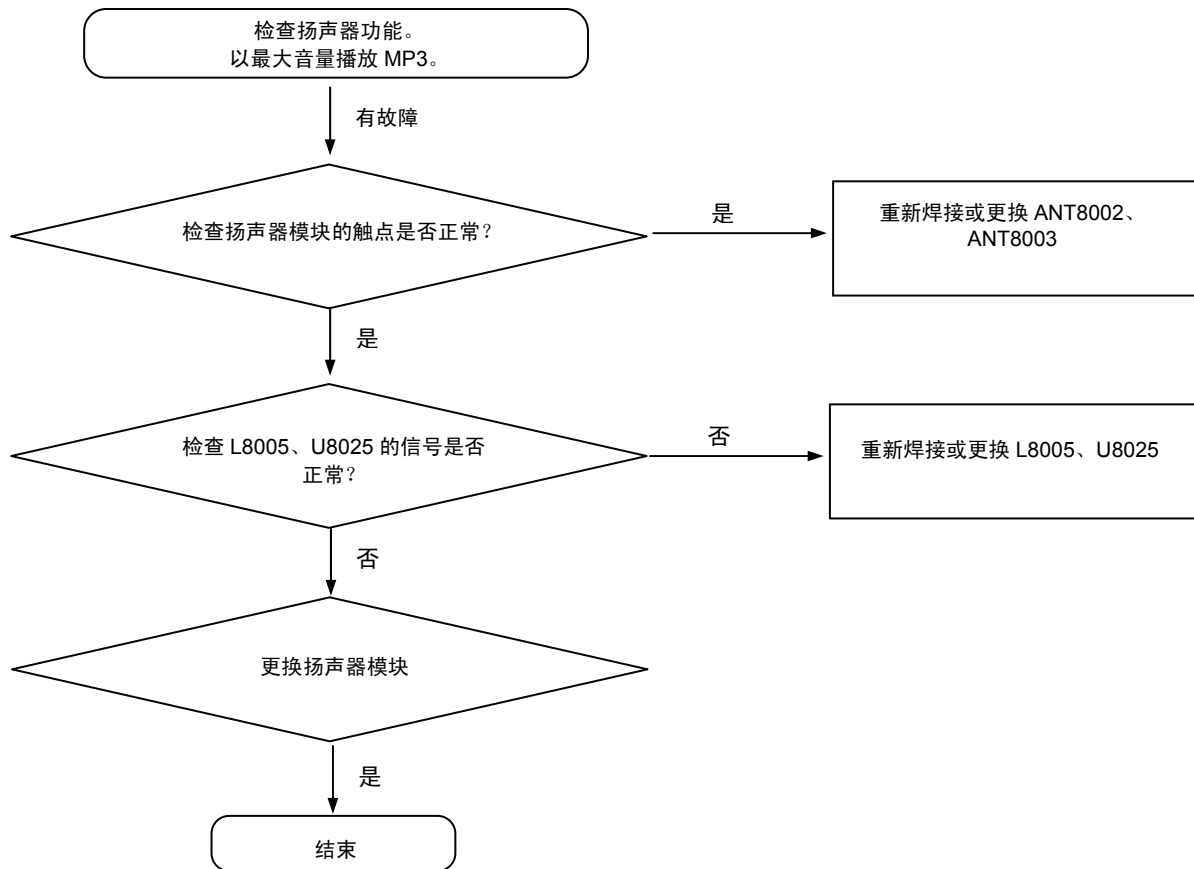 检查扬声器功能。
以最大音量播放 MP3。
有故障
检查扬声器模块的触点是否正常？
是
重新焊接或更换 ANT8002、
ANT8003
是
检查 L8005、U8025 的信号是否
正常？
否
重新焊接或更换 L8005、U8025
否
更换扬声器模块
是
结束